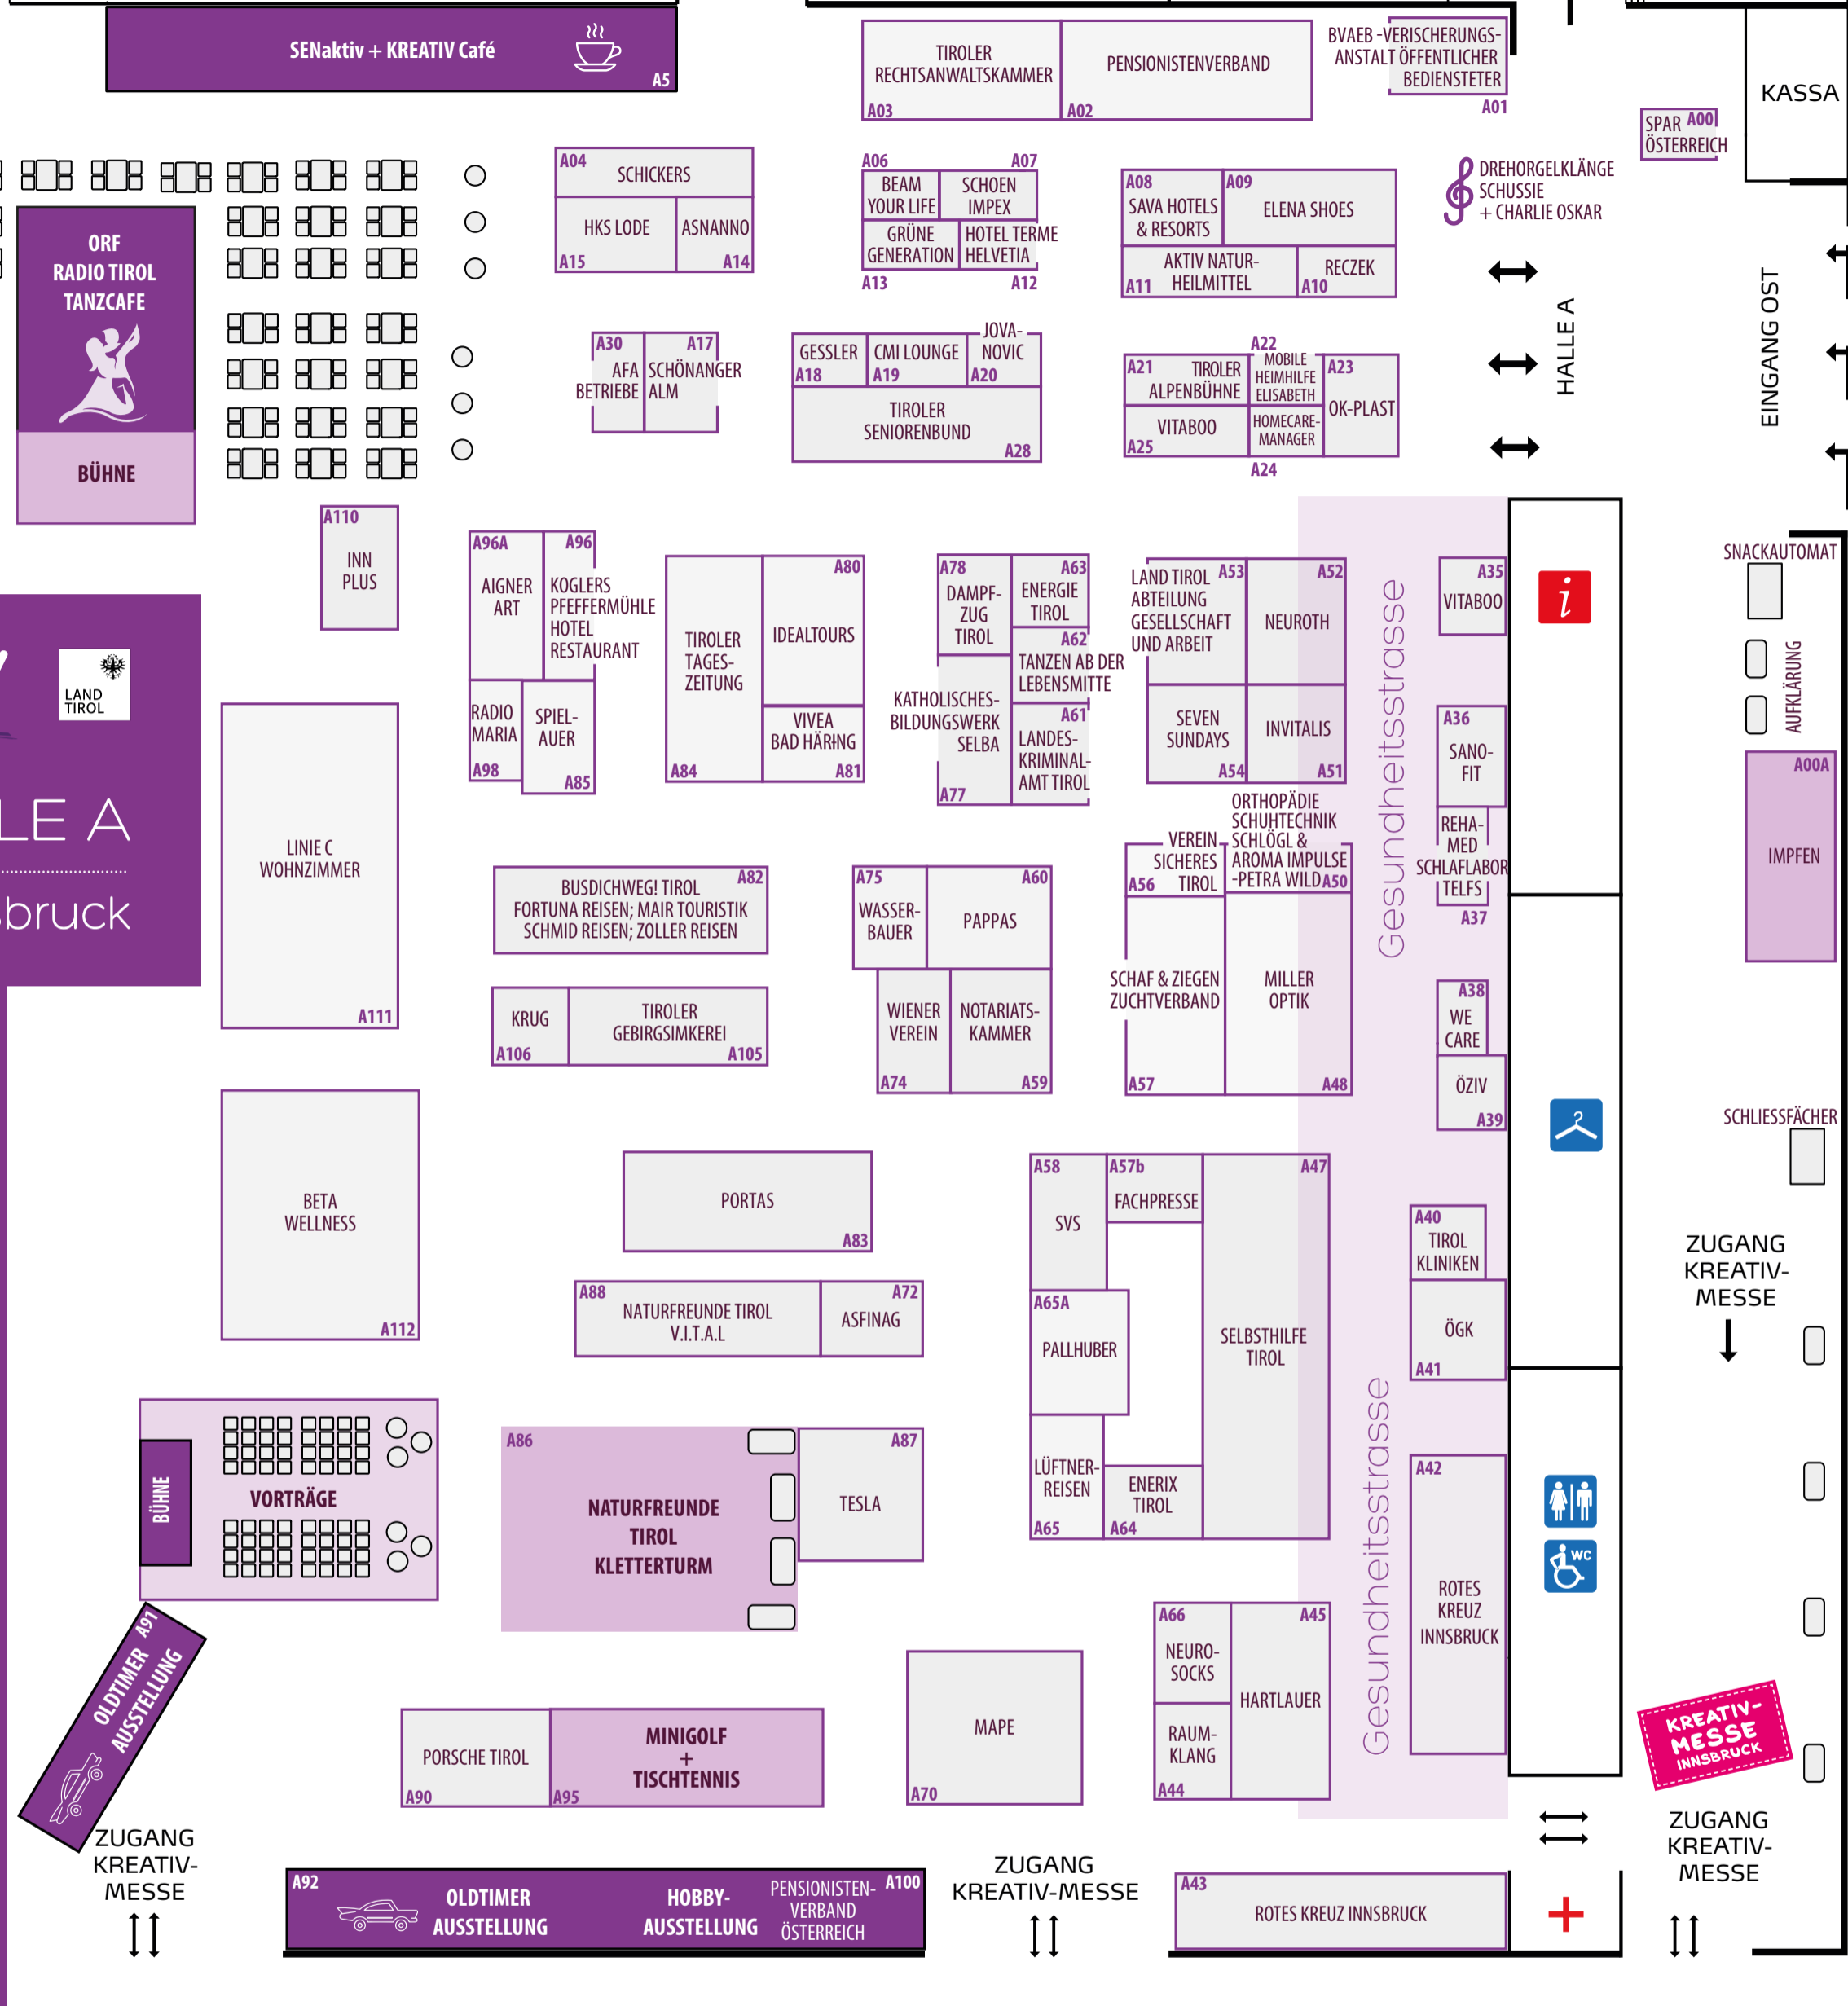 SENaktiv + KREATIV Café
A5
TIROLER
RECHTSANWALTSKAMMER
A03
PENSIONISTENVERBAND
A02
BVAEB -VERISCHERUNGS-
ANSTALT ÖFFENTLICHER
BEDIENSTETER
A01
KASSA
SPAR A00
ÖSTERREICH
A04
SCHICKERS
HKS LODE
A15
ASNANNO
A14
A06
BEAM
YOUR LIFE
A07
SCHOEN
IMPEX
GRÜNE
GENERATION
A13
HOTEL TERME
HELVETIA
A12
A08
SAVA HOTELS
& RESORTS
A09
ELENA SHOES
AKTIV NATUR-
HEILMITTEL
A11
RECZEK
A10
DREHORGELKLÄNGE
SCHUSSIE
+ CHARLIE OSKAR
ORF
RADIO TIROL
TANZCAFE
BÜHNE
HALLE A
EINGANG OST
A30
AFA
BETRIEBE
A17
SCHÖNANGER
ALM
GESSLER
A18
CMI LOUNGE
A19
JOVA-
NOVIC
A20
TIROLER
SENIORENBUND
A28
A21
TIROLER
ALPENBÜHNE
A22
MOBILE
HEIMHILFE
ELISABETH
A23
OK-PLAST
VITABOO
A25
HOMECARE-
MANAGER
A24
A110
INN
PLUS
A96A
AIGNER
ART
A96
KOGLERS
PFEFFERMÜHLE
HOTEL
RESTAURANT
RADIO
MARIA
A98
SPIEL-
AUER
A85
TIROLER
TAGES-
ZEITUNG
A84
A80
IDEALTOURS
VIVEA
BAD HÄRING
A81
A78
DAMPF-
ZUG
TIROL
A63
ENERGIE
TIROL
A62
TANZEN AB DER
LEBENSMITTE
KATHOLISCHES-
BILDUNGSWERK
SELBA
A77
A61
LANDES-
KRIMINAL-
AMT TIROL
LAND TIROL A53
ABTEILUNG
GESELLSCHAFT
UND ARBEIT
A52
NEUROTH
SEVEN
SUNDAYS
A54
INVITALIS
A51
Gesundheitsstrasse
A35
VITABOO
SNACKAUTOMAT
AUFKLÄRUNG
A00A
IMPFEN
LAND
TIROL
LE A
sbruck
LINIE C
WOHNZIMMER
A111
A36
SANO-
FIT
REHA-
MED
SCHLAFLABOR
TELFS
A37
A82
BUSDICHWEG! TIROL
FORTUNA REISEN; MAIR TOURISTIK
SCHMID REISEN; ZOLLER REISEN
KRUG
A106
TIROLER
GEBIRGSIMKEREI
A105
A75
WASSER-
BAUER
A60
PAPPAS
WIENER
VEREIN
A74
NOTARIATS-
KAMMER
A59
VEREIN
SICHERES
TIROL
A56
ORTHOPÄDIE
SCHUHTECHNIK
SCHLÖGL &
AROMA IMPULSE
-PETRA WILD A50
SCHAF & ZIEGEN
ZUCHTVERBAND
A57
MILLER
OPTIK
A48
A38
WE
CARE
ÖZIV
A39
SCHLIESSFÄCHER
BETA
WELLNESS
A112
PORTAS
A83
A88
NATURFREUNDE TIROL
V.I.T.A.L
A72
ASFINAG
A58
SVS
A57b
FACHPRESSE
A47
SELBSTHILFE
TIROL
A65A
PALLHUBER
LÜFTNER-
REISEN
A65
ENERIX
TIROL
A64
A40
TIROL
KLINIKEN
ÖGK
A41
ZUGANG
KREATIV-
MESSE
Gesundheitsstrasse
BÜHNE
VORTRÄGE
A86
NATURFREUNDE
TIROL
KLETTERTURM
A87
TESLA
A42
ROTES
KREUZ
INNSBRUCK
WC
A91
OLDTIMER
AUSSTELLUNG
PORSCHE TIROL
A90
MINIGOLF
+
TISCHTENNIS
A95
MAPE
A70
A66
NEURO-
SOCKS
A45
HARTLAUER
RAUM-
KLANG
A44
KREATIV-
MESSE
INNSBRUCK
ZUGANG
KREATIV-
MESSE
ZUGANG
KREATIV-
MESSE
A92
OLDTIMER
AUSSTELLUNG
HOBBY-
AUSSTELLUNG
PENSIONISTEN-
VERBAND
ÖSTERREICH
A100
ZUGANG
KREATIV-MESSE
A43
ROTES KREUZ INNSBRUCK